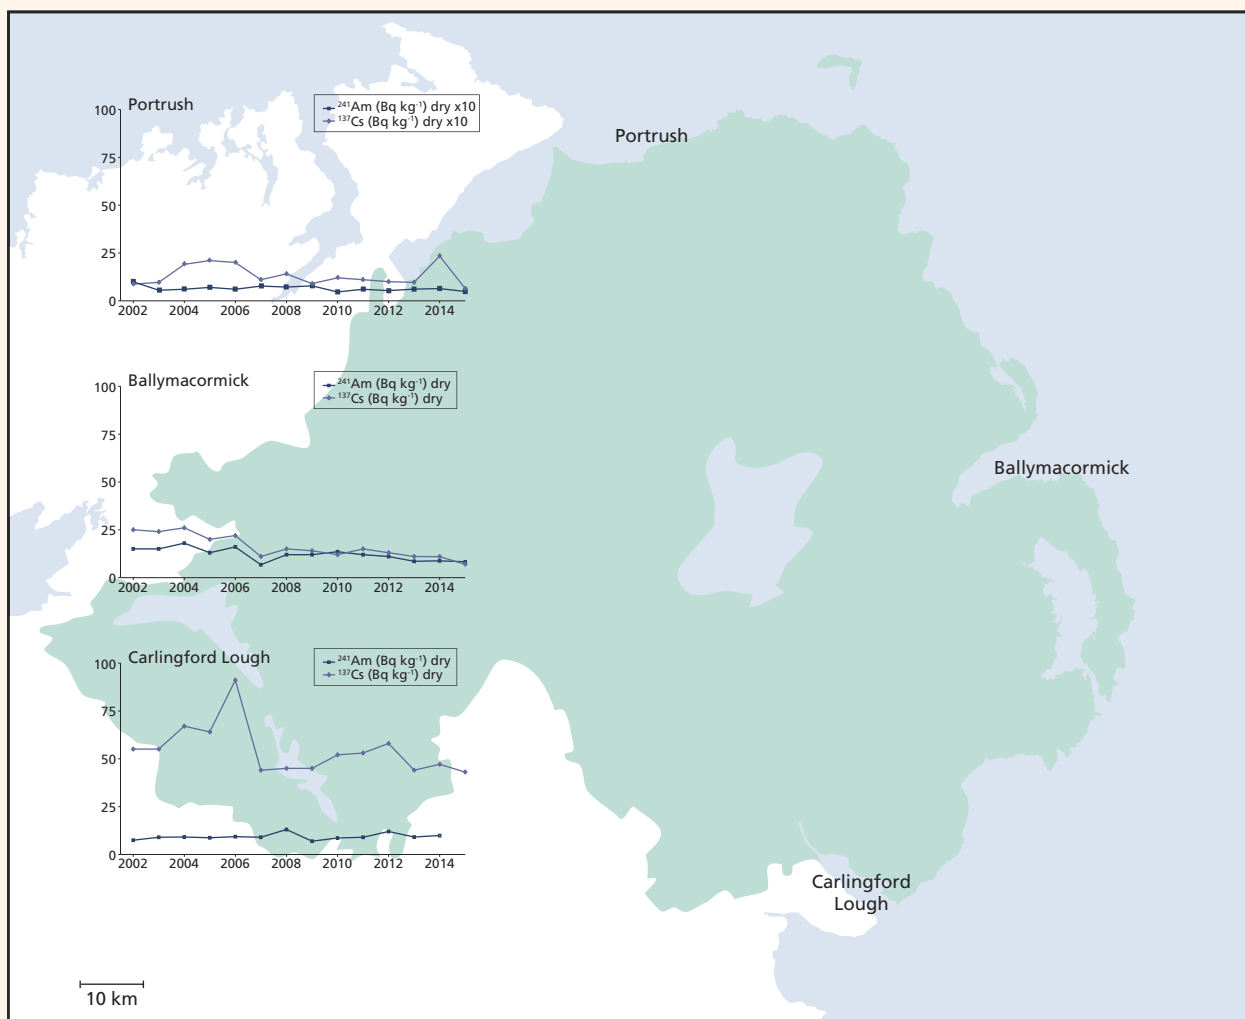 Portrush
²⁴¹Am (Bq kg⁻¹) dry x10
¹³⁷Cs (Bq kg⁻¹) dry x10
100
75
50
25
0
2002 2004 2006 2008 2010 2012 2014
Portrush
Ballymacormick
²⁴¹Am (Bq kg⁻¹) dry
¹³⁷Cs (Bq kg⁻¹) dry
100
75
50
25
0
2002 2004 2006 2008 2010 2012 2014
Ballymacormick
Carlingford Lough
²⁴¹Am (Bq kg⁻¹) dry
¹³⁷Cs (Bq kg⁻¹) dry
100
75
50
25
0
2002 2004 2006 2008 2010 2012 2014
Carlingford
Lough
10 km